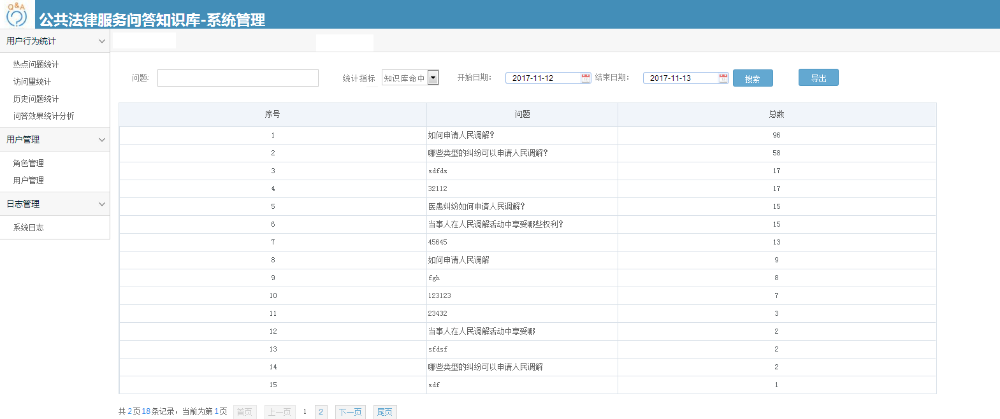 Q&A
公共法律服务问答知识库-系统管理
用户行为统计
热点问题统计
访问量统计
历史问题统计
问答效果统计分析
用户管理
角色管理
用户管理
日志管理
系统日志
问题: 统计指标 知识库命中 开始日期: 2017-11-12 结束日期: 2017-11-13 搜索 导出
序号 问题 总数
1 如何申请人民调解? 96
2 哪些类型的纠纷可以申请人民调解? 58
3 sdfds 17
4 32112 17
5 医患纠纷如何申请人民调解? 15
6 当事人在人民调解活动中享受哪些权利? 15
7 45645 13
8 如何申请人民调解 9
9 fgh 8
10 123123 7
11 23432 3
12 当事人在人民调解活动中享受哪 2
13 sfdsf 2
14 哪些类型的纠纷可以申请人民调解 2
15 sdf 1
共2页18条记录，当前为第1页 首页 上一页 1 2 下一页 尾页